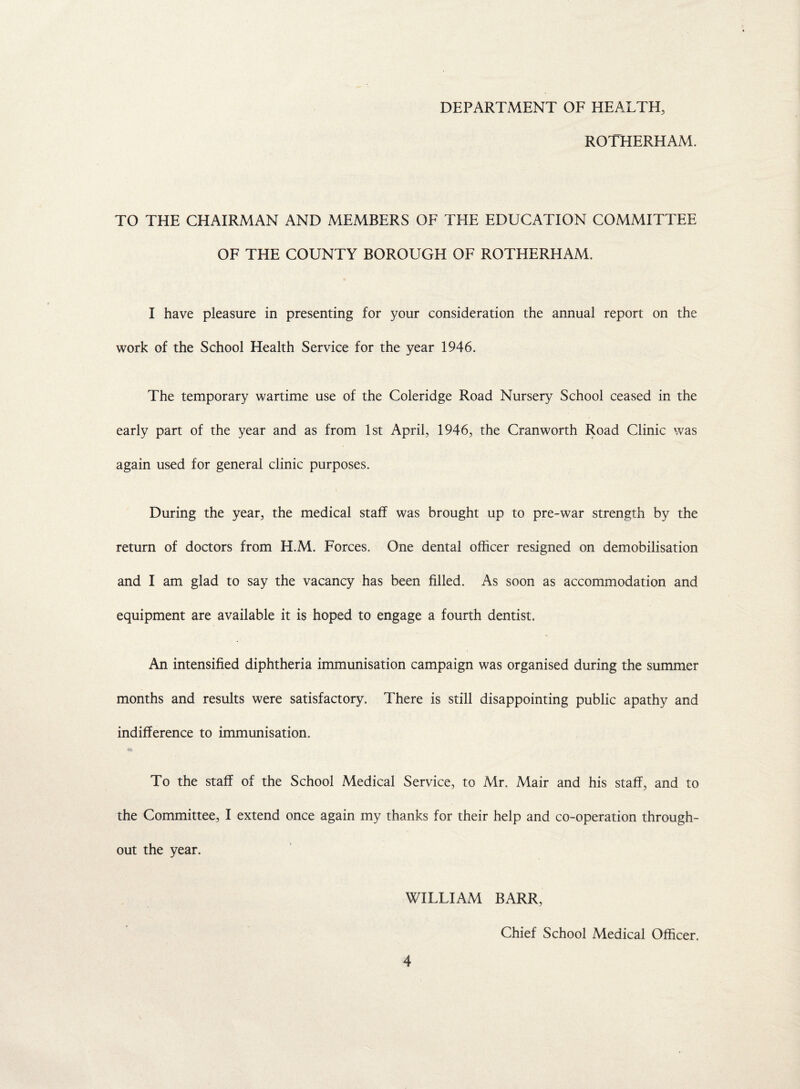 DEPARTMENT OF HEALTH,
ROTHERHAM.
TO THE CHAIRMAN AND MEMBERS OF THE EDUCATION COMMITTEE
OF THE COUNTY BOROUGH OF ROTHERHAM.
I have pleasure in presenting for your consideration the annual report on the
work of the School Health Service for the year 1946.
The temporary wartime use of the Coleridge Road Nursery School ceased in the
early part of the year and as from 1st April, 1946, the Cranworth Road Clinic was
again used for general clinic purposes.
During the year, the medical staff was brought up to pre-war strength by the
return of doctors from H.M. Forces. One dental officer resigned on demobilisation
and I am glad to say the vacancy has been filled. As soon as accommodation and
equipment are available it is hoped to engage a fourth dentist.
An intensified diphtheria immunisation campaign was organised during the summer
months and results were satisfactory. There is still disappointing public apathy and
indifference to immunisation.
To the staff of the School Medical Service, to Mr. Mair and his staff, and to
the Committee, I extend once again my thanks for their help and co-operation through-
out the year.
WILLIAM BARR,
Chief School Medical Officer.
4